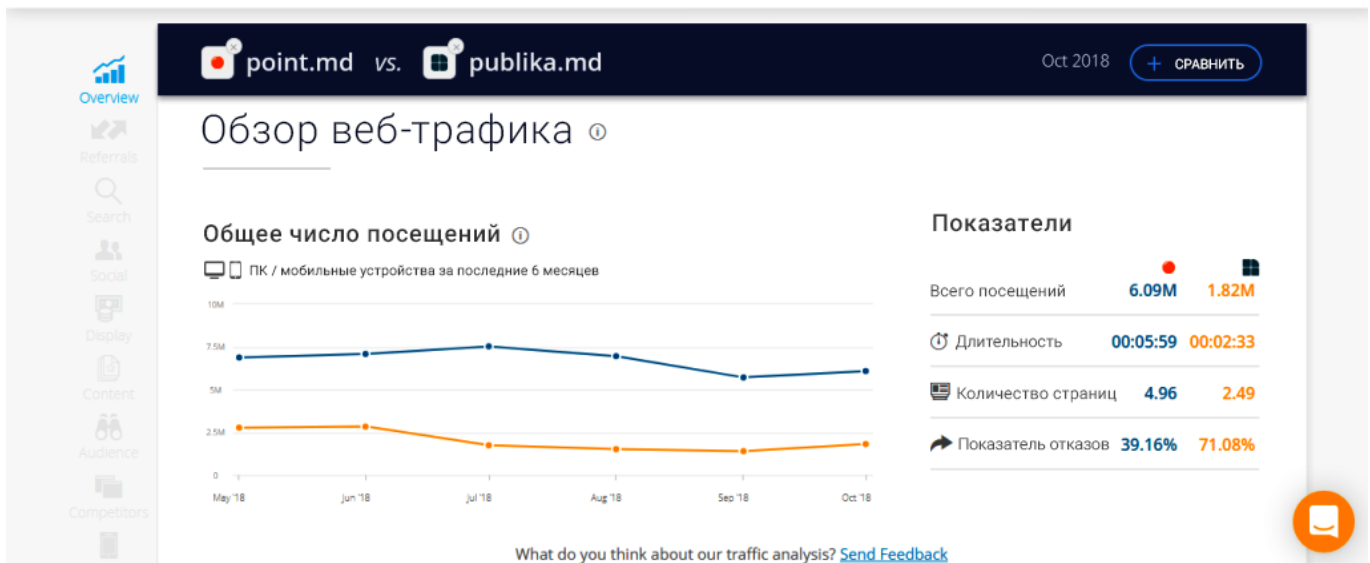 point.md vs. publika.md
Oct 2018
+ СРАВНИТЬ
Overview
Referrals
Search
Social
Display
Content
Audience
Competitors
Обзор веб-трафика
Общее число посещений
ПК / мобильные устройства за последние 6 месяцев
10M
7.5M
5M
2.5M
0
May '18 Jun '18 Jul '18 Aug '18 Sep '18 Oct '18
Показатели
Всего посещений 6.09M 1.82M
Длительность 00:05:59 00:02:33
Количество страниц 4.96 2.49
Показатель отказов 39.16% 71.08%
What do you think about our traffic analysis? Send Feedback